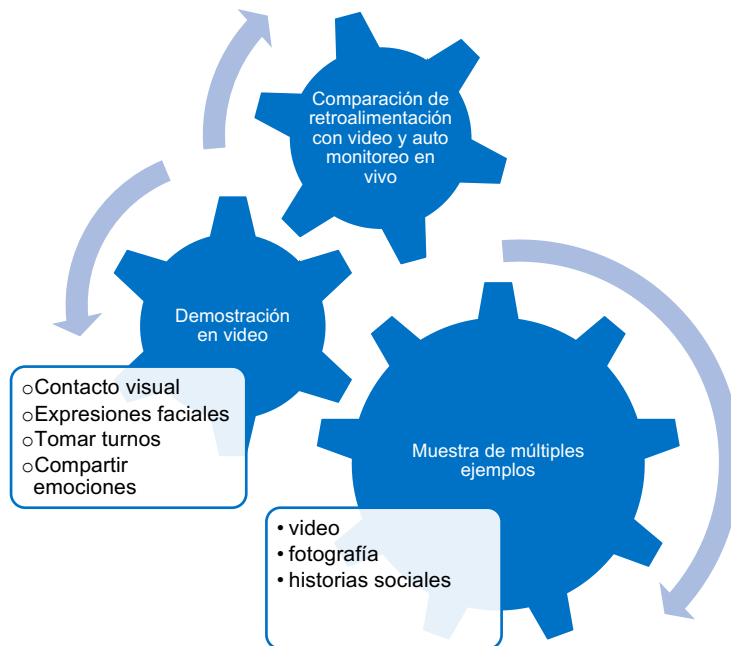 Comparación de
retroalimentación
con video y auto
monitoreo en
vivo
Demostración
en video
oContacto visual
oExpresiones faciales
oTomar turnos
oCompartir
emociones
Muestra de múltiples
ejemplos
• video
• fotografía
• historias sociales